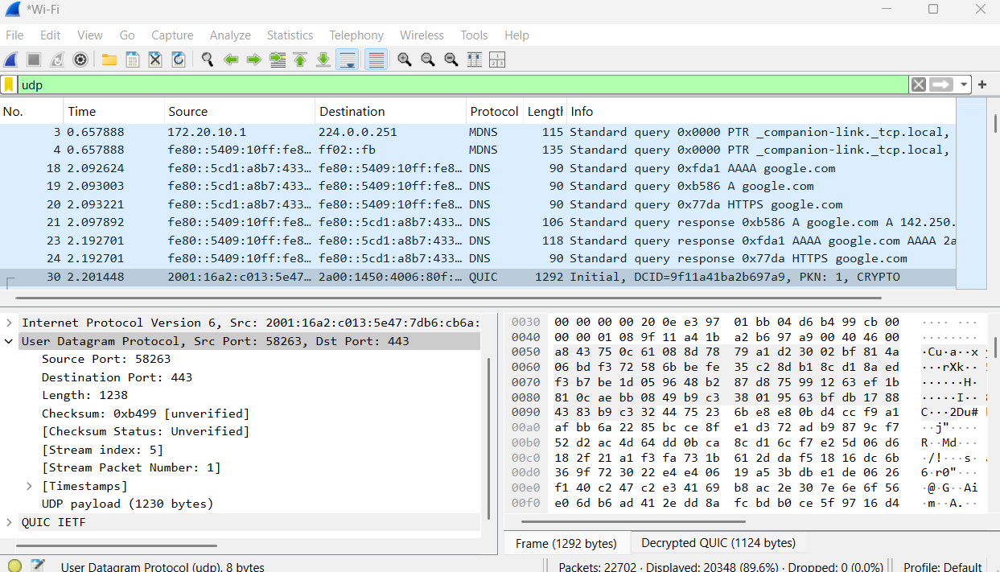 *Wi-Fi
File Edit View Go Capture Analyze Statistics Telephony Wireless Tools Help
udp
No. Time Source Destination Protocol Length Info
3 0.657888 172.20.10.1 224.0.0.251 MDNS 115 Standard query 0x0000 PTR _companion-link._tcp.local,
4 0.657888 fe80::5409:10ff:fe8… ff02::fb MDNS 135 Standard query 0x0000 PTR _companion-link._tcp.local,
18 2.092624 fe80::5cd1:a8b7:433… fe80::5409:10ff:fe8… DNS 90 Standard query 0xfda1 AAAA google.com
19 2.093003 fe80::5cd1:a8b7:433… fe80::5409:10ff:fe8… DNS 90 Standard query 0xb586 A google.com
20 2.093221 fe80::5cd1:a8b7:433… fe80::5409:10ff:fe8… DNS 90 Standard query 0x77da HTTPS google.com
21 2.097892 fe80::5409:10ff:fe8… fe80::5cd1:a8b7:433… DNS 106 Standard query response 0xb586 A google.com A 142.250.
23 2.192701 fe80::5409:10ff:fe8… fe80::5cd1:a8b7:433… DNS 118 Standard query response 0xfda1 AAAA google.com AAAA 2a
24 2.192701 fe80::5409:10ff:fe8… fe80::5cd1:a8b7:433… DNS 90 Standard query response 0x77da HTTPS google.com
30 2.201448 2001:16a2:c013:5e47… 2a00:1450:4006:80f:… QUIC 1292 Initial, DCID=9f11a41ba2b697a9, PKN: 1, CRYPTO
Internet Protocol Version 6, Src: 2001:16a2:c013:5e47:7db6:cb6a:
User Datagram Protocol, Src Port: 58263, Dst Port: 443
Source Port: 58263
Destination Port: 443
Length: 1238
Checksum: 0xb499 [unverified]
[Checksum Status: Unverified]
[Stream index: 5]
[Stream Packet Number: 1]
[Timestamps]
UDP payload (1230 bytes)
QUIC IETF
0030 00 00 00 00 20 0e e3 97 01 bb 04 d6 b4 99 cb 00 ···· ···
0040 00 00 01 08 9f 11 a4 1b a2 b6 97 a9 00 40 46 00 ········
0050 a8 43 75 0c 61 08 8d 78 79 a1 d2 30 02 bf 81 4a ·Cu·a··x y
0060 06 bd f3 72 58 6b be fe 35 c2 8d b1 8c d1 8a ed ···rXk··
0070 f3 b7 be 1d 05 96 48 b2 87 d8 75 99 12 63 ef 1b ······H·
0080 81 0c ae bb 08 49 b9 c3 38 01 95 63 bf db 17 88 ·····I··
0090 43 83 b9 c3 32 44 75 23 6b e8 e8 0b d4 cc f9 a1 C···2Du#
00a0 af bb 6a 22 85 bc ce 8f e1 d3 72 ad b9 87 9c f7 ··j"····
00b0 52 d2 ac 4d 64 dd 0b ca 8c d1 6c f7 e2 5d 06 d6 R··Md···
00c0 18 2f 21 a1 f3 fa 73 1b 61 2d da f5 18 16 dc 6b ·/!···s·
00d0 36 9f 72 30 22 e4 e4 06 19 a5 3b db e1 de 06 26 6·r0"···
00e0 f1 40 c2 47 c2 e3 41 69 b8 ac 2e 30 7e 6e 6f 56 ·@·G··Ai
00f0 e0 6d b6 ad 41 2e dd 8a fc bd b0 ce 5f 97 16 d4 ·m··A.··
Frame (1292 bytes) Decrypted QUIC (1124 bytes)
User Datagram Protocol (udp), 8 bytes Packets: 22702 · Displayed: 20348 (89.6%) · Dropped: 0 (0.0%) Profile: Default